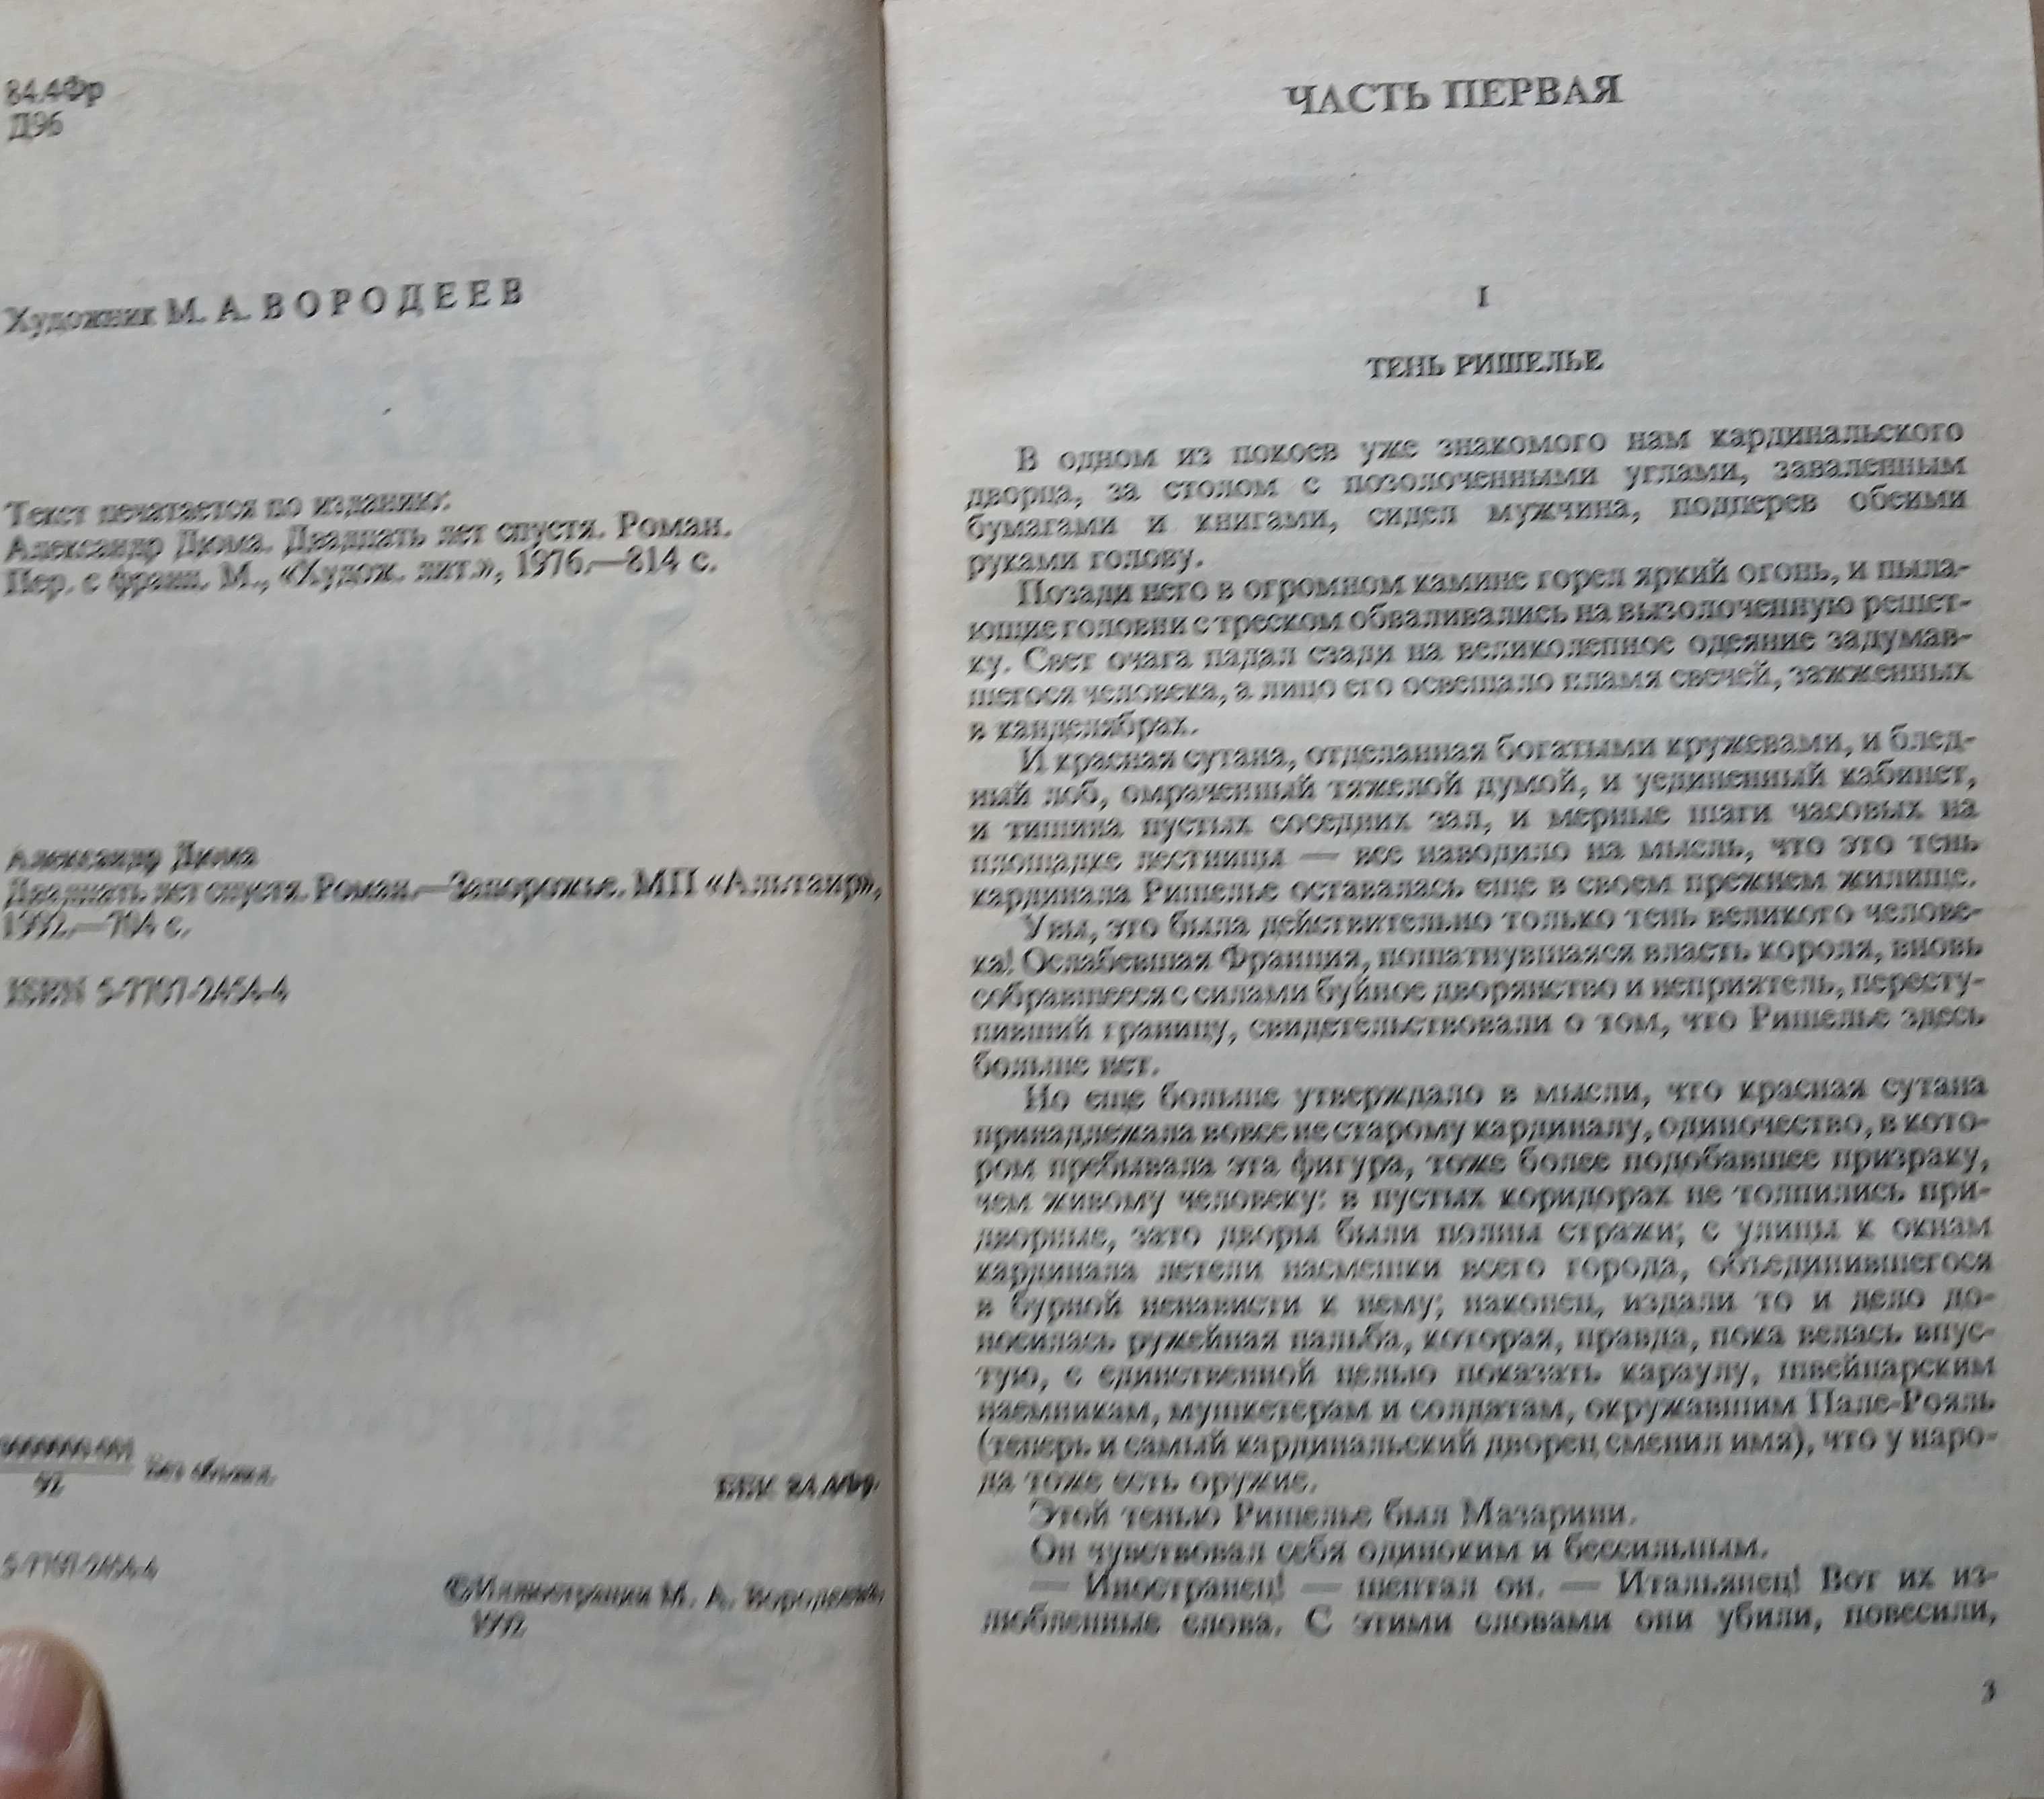 84.4Фр
Д96
Художник М. А. ВОРОДЕЕВ
Текст печатается по изданию:
Александр Дюма. Двадцать лет спустя. Роман.
Пер. с франц. М., «Худож. лит.», 1976.—814 с.
Александр Дюма
Двадцать лет спустя. Роман.—Запорожье. МП «Альтаир»,
1992.—704 с.
ISBN 5-7707-2454-4
92
Без объявл.
ББК 84.4Фр.
5-7707-2454-4
©Иллюстрации М. А. Вородеева,
1992
ЧАСТЬ ПЕРВАЯ
I
ТЕНЬ РИШЕЛЬЕ
В одном из покоев уже знакомого нам кардинальского
дворца, за столом с позолоченными углами, заваленным
бумагами и книгами, сидел мужчина, подперев обеими
руками голову.
Позади него в огромном камине горел яркий огонь, и пыла-
ющие головни с треском обваливались на вызолоченную решет-
ку. Свет очага падал сзади на великолепное одеяние задумав-
шегося человека, а лицо его освещало пламя свечей, зажженных
в канделябрах.
И красная сутана, отделанная богатыми кружевами, и блед-
ный лоб, омраченный тяжелой думой, и уединенный кабинет,
и тишина пустых соседних зал, и мерные шаги часовых на
площадке лестницы — все наводило на мысль, что это тень
кардинала Ришелье оставалась еще в своем прежнем жилище.
Увы, это была действительно только тень великого челове-
ка! Ослабевшая Франция, пошатнувшаяся власть короля, вновь
собравшееся с силами буйное дворянство и неприятель, пересту-
пивший границу, свидетельствовали о том, что Ришелье здесь
больше нет.
Но еще больше утверждало в мысли, что красная сутана
принадлежала вовсе не старому кардиналу, одиночество, в кото-
ром пребывала эта фигура, тоже более подобавшее призраку,
чем живому человеку: в пустых коридорах не толпились при-
дворные, зато дворы были полны стражи; с улицы к окнам
кардинала летели насмешки всего города, объединившегося
в бурной ненависти к нему; наконец, издали то и дело до-
носилась ружейная пальба, которая, правда, пока велась впус-
тую, с единственной целью показать караулу, швейцарским
наемникам, мушкетерам и солдатам, окружавшим Пале-Рояль
(теперь и самый кардинальский дворец сменил имя), что у наро-
да тоже есть оружие.
Этой тенью Ришелье был Мазарини.
Он чувствовал себя одиноким и бессильным.
— Иностранец! — шептал он. — Итальянец! Вот их из-
любленные слова. С этими словами они убили, повесили,
3